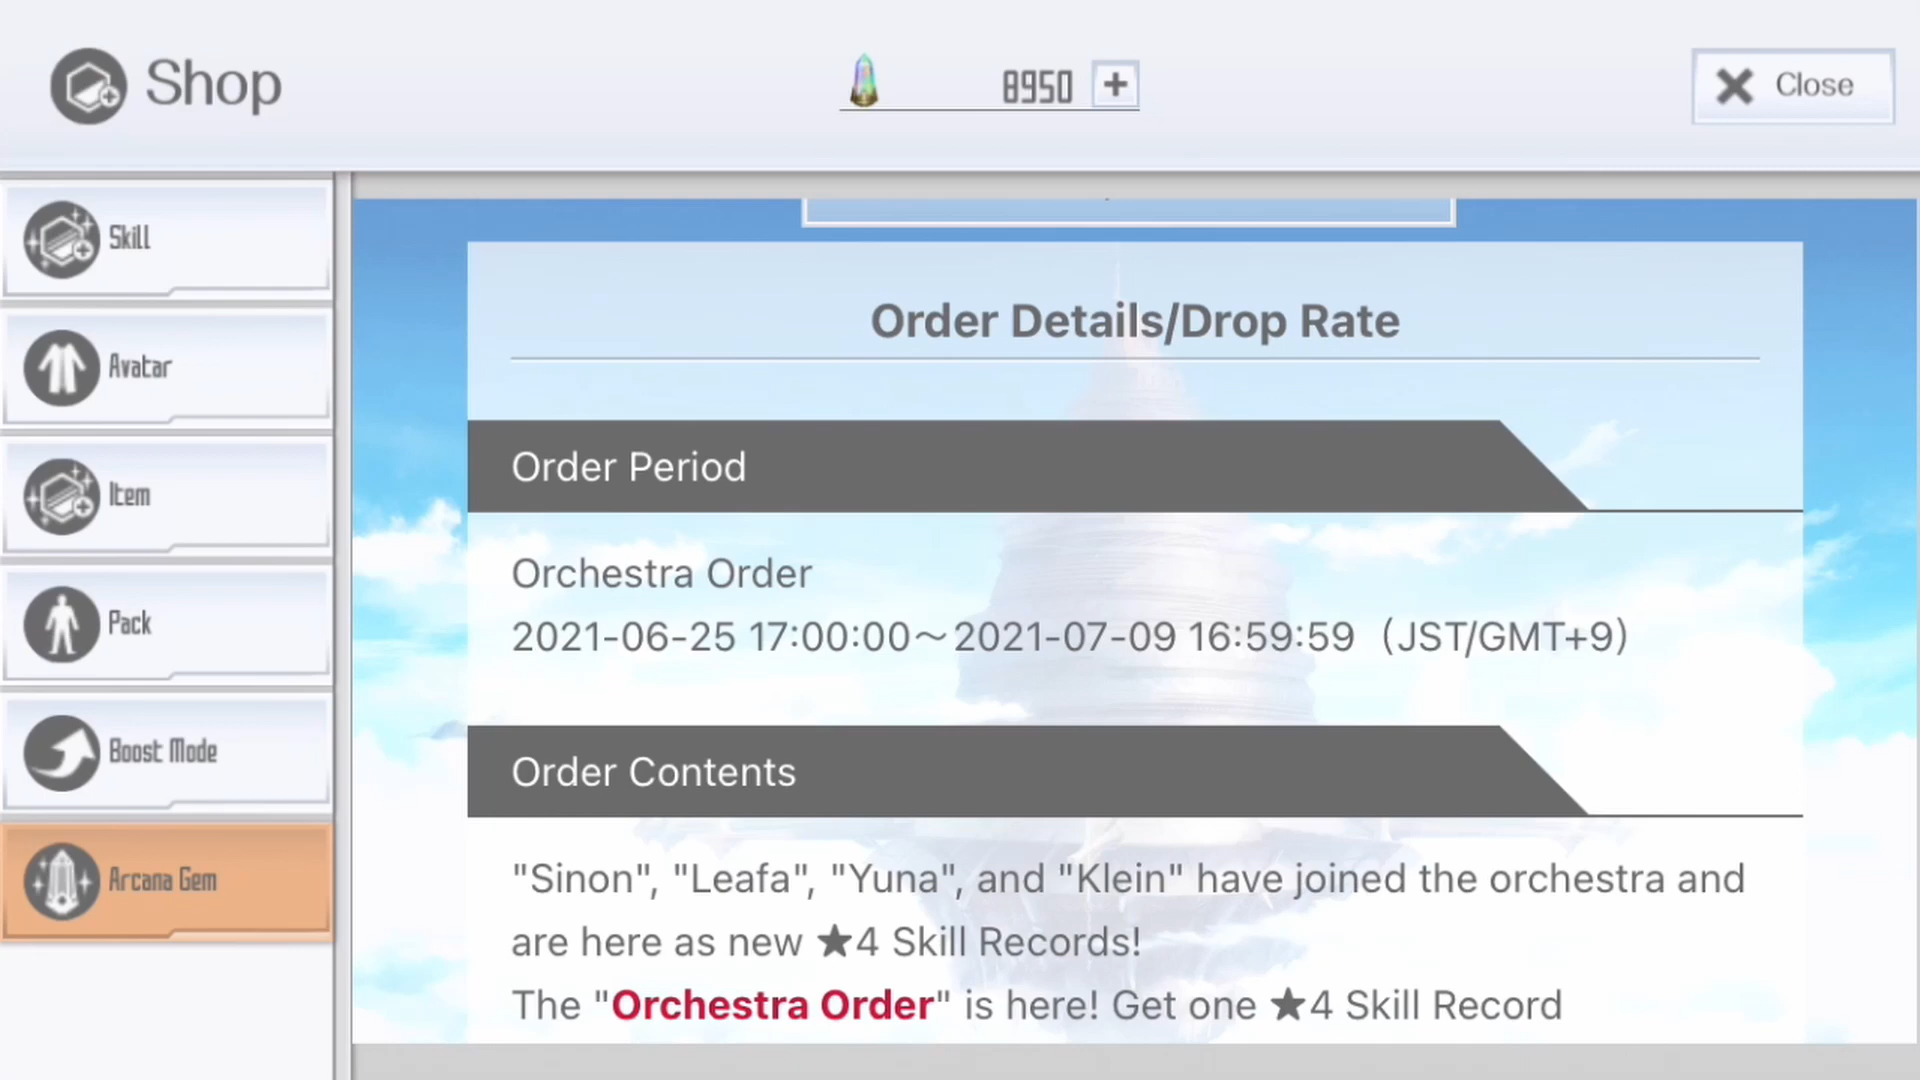 Shop
8950
Close
Skill
Avatar
Item
Pack
Boost Mode
Arcana Gem
Order Details/Drop Rate
Order Period
Orchestra Order
2021-06-25 17:00:00～2021-07-09 16:59:59（JST/GMT+9）
Order Contents
"Sinon", "Leafa", "Yuna", and "Klein" have joined the orchestra and
are here as new ★4 Skill Records!
The "Orchestra Order" is here! Get one ★4 Skill Record